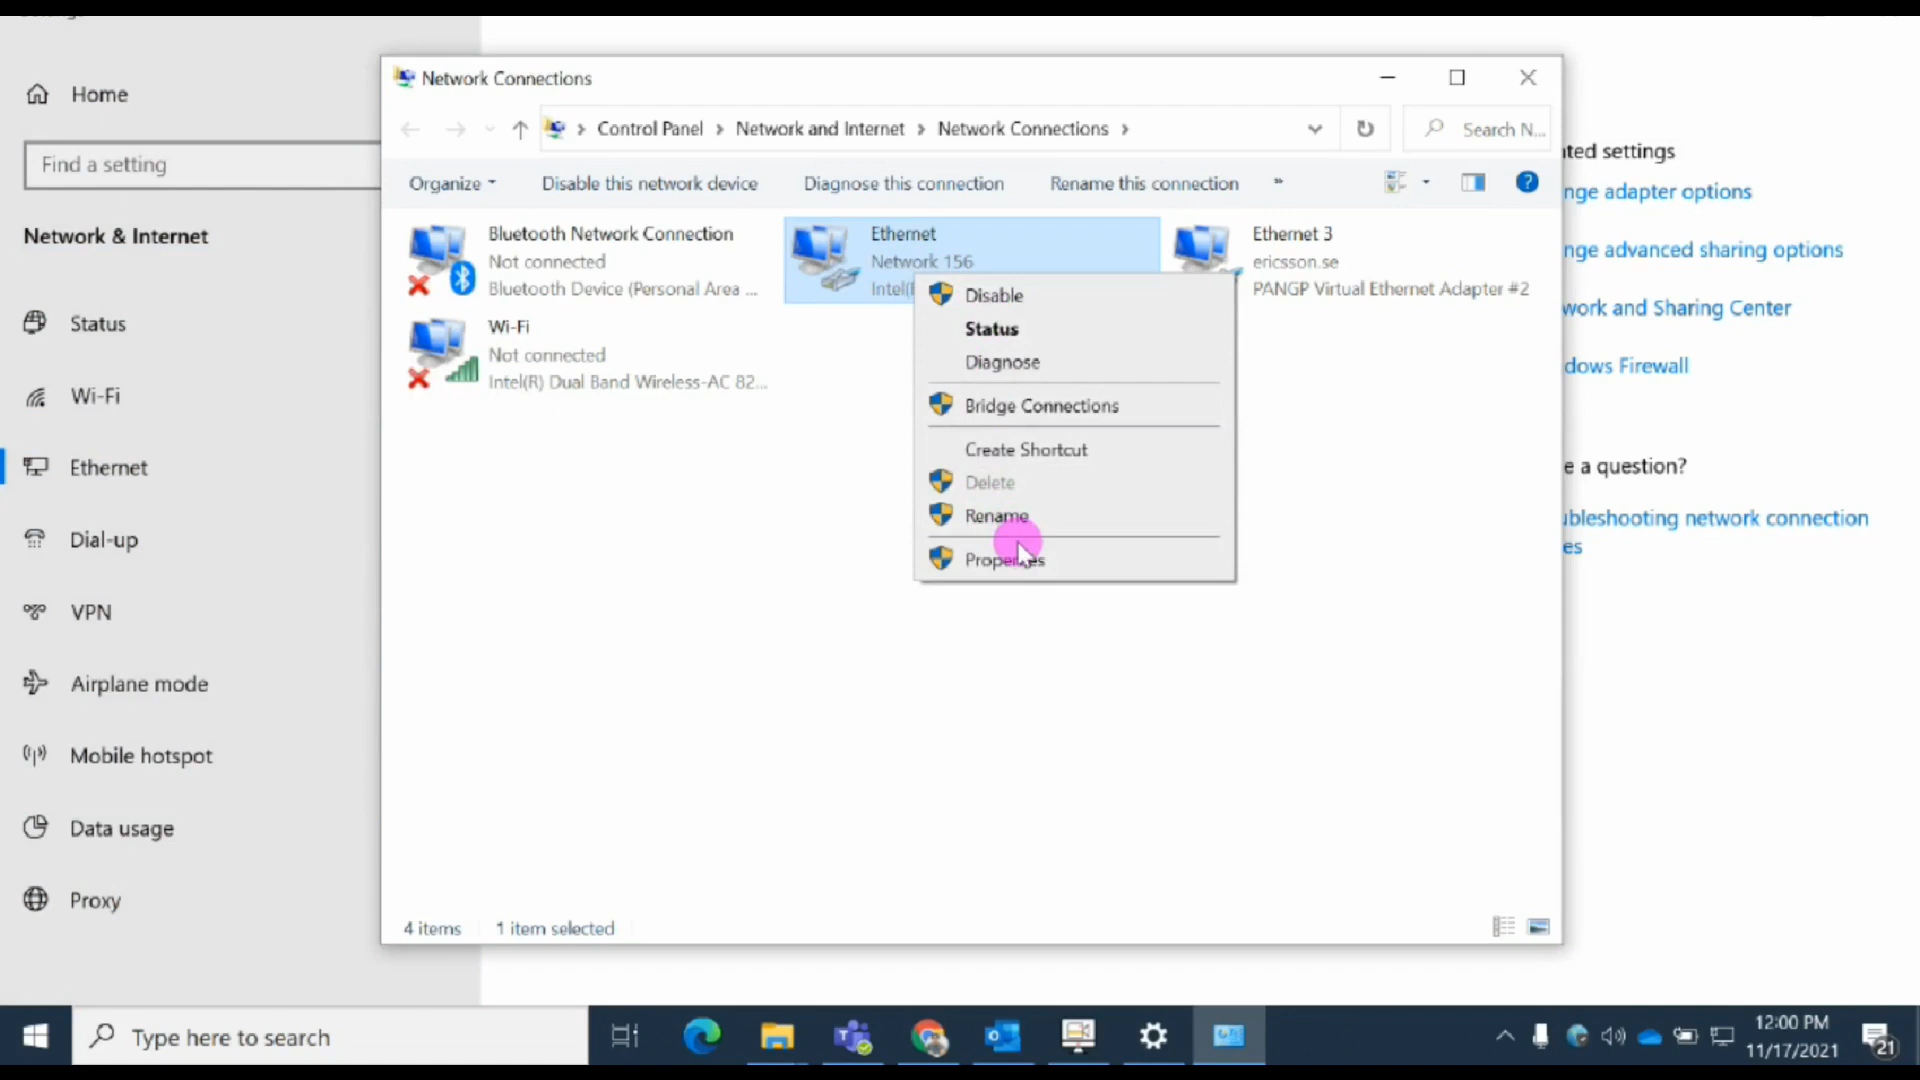 Home
Find a setting
Network & Internet
Status
Wi-Fi
Ethernet
Dial-up
VPN
Airplane mode
Mobile hotspot
Data usage
Proxy
Network Connections
Control Panel > Network and Internet > Network Connections >
Search N...
Organize
Disable this network device
Diagnose this connection
Rename this connection
»
Bluetooth Network Connection
Not connected
Bluetooth Device (Personal Area ...
Ethernet
Network 156
Intel(
Ethernet 3
ericsson.se
PANGP Virtual Ethernet Adapter #2
Wi-Fi
Not connected
Intel(R) Dual Band Wireless-AC 82...
Disable
Status
Diagnose
Bridge Connections
Create Shortcut
Delete
Rename
Properties
4 items
1 item selected
ted settings
nge adapter options
nge advanced sharing options
work and Sharing Center
dows Firewall
e a question?
bleshooting network connection
es
Type here to search
12:00 PM
11/17/2021
21